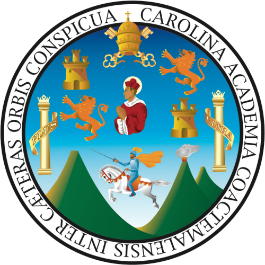 CAROLINA ACADEMIA COACTEMALENSIS INTER CÆTERAS ORBIS CONSPICUA